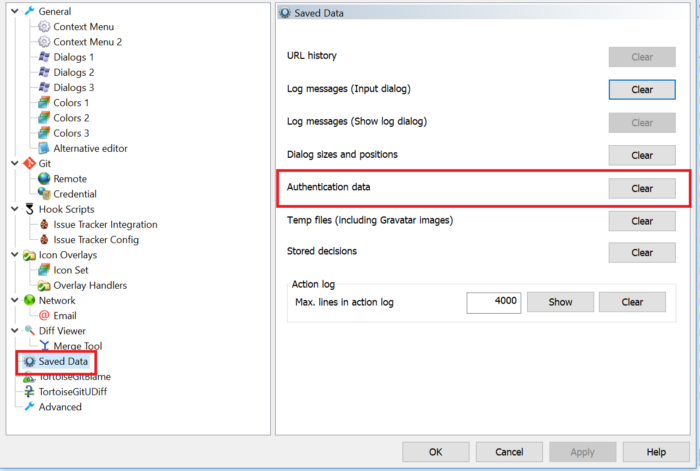 General
Context Menu
Context Menu 2
Dialogs 1
Dialogs 2
Dialogs 3
Colors 1
Colors 2
Colors 3
Alternative editor
Git
Remote
Credential
Hook Scripts
Issue Tracker Integration
Issue Tracker Config
Icon Overlays
Icon Set
Overlay Handlers
Network
@ Email
Diff Viewer
Merge Tool
Saved Data
TortoiseGitBlame
TortoiseGitUDiff
Advanced
Saved Data
URL history Clear
Log messages (Input dialog) Clear
Log messages (Show log dialog) Clear
Dialog sizes and positions Clear
Authentication data Clear
Temp files (including Gravatar images) Clear
Stored decisions Clear
Action log
Max. lines in action log 4000 Show Clear
OK Cancel Apply Help